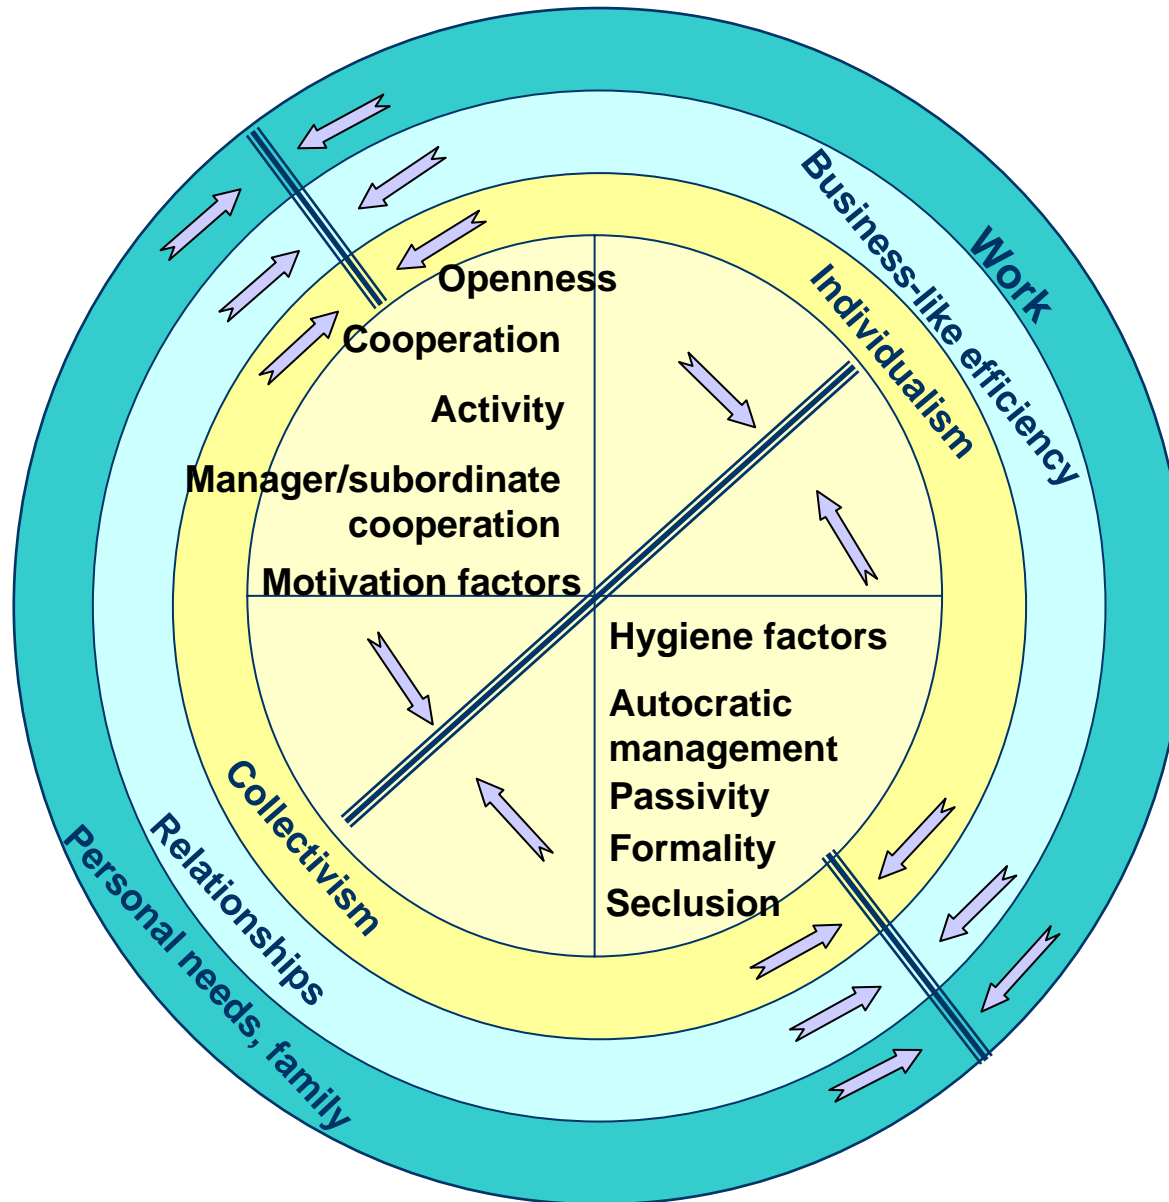 Work
Business-like efficiency
Individualism
Openness
Cooperation
Activity
Manager/subordinate
cooperation
Motivation factors
Hygiene factors
Autocratic
management
Passivity
Formality
Seclusion
Collectivism
Relationships
Personal needs, family